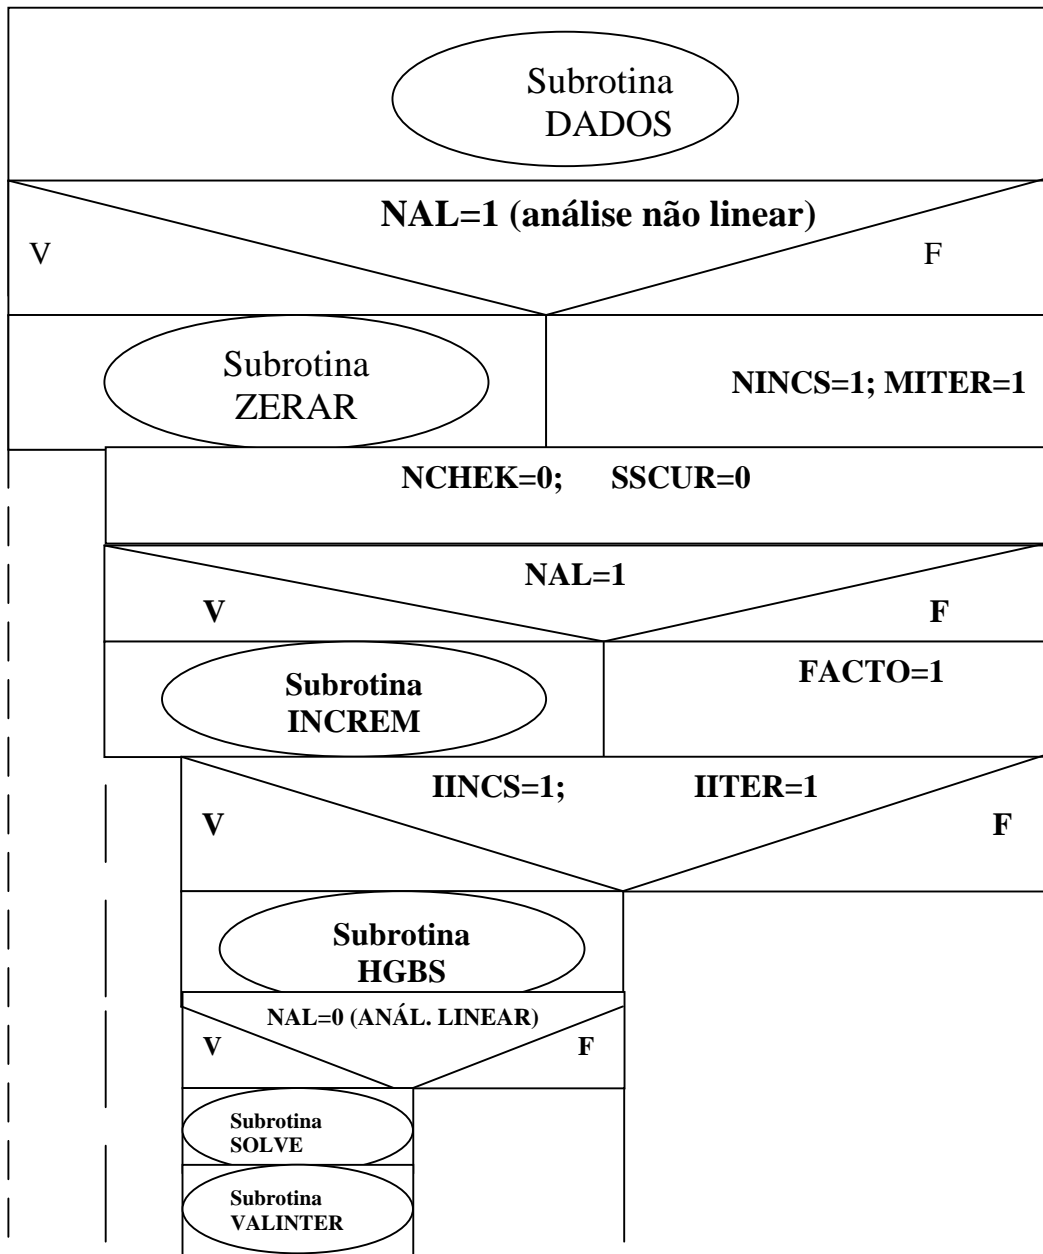 Subrotina
DADOS
NAL=1 (análise não linear)
V
F
Subrotina
ZERAR
NINCS=1; MITER=1
NCHEK=0; SSCUR=0
NAL=1
V
F
Subrotina
INCREM
FACTO=1
IINCS=1; IITER=1
V
F
Subrotina
HGBS
NAL=0 (ANÁL. LINEAR)
V
F
Subrotina
SOLVE
Subrotina
VALINTER